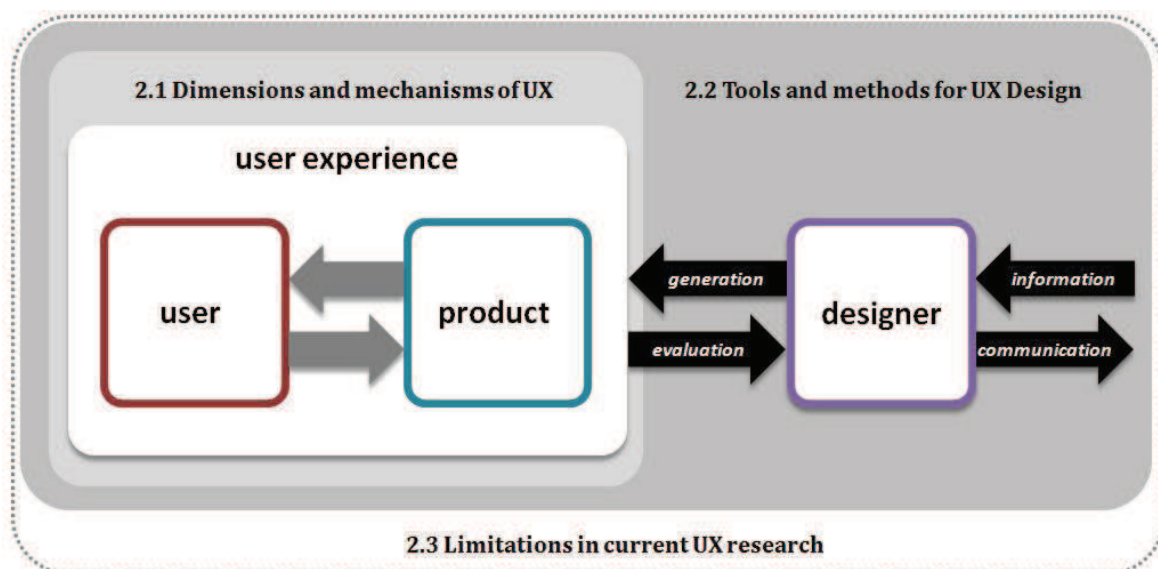 2.1 Dimensions and mechanisms of UX
2.2 Tools and methods for UX Design
user experience
user
product
generation
evaluation
designer
information
communication
2.3 Limitations in current UX research